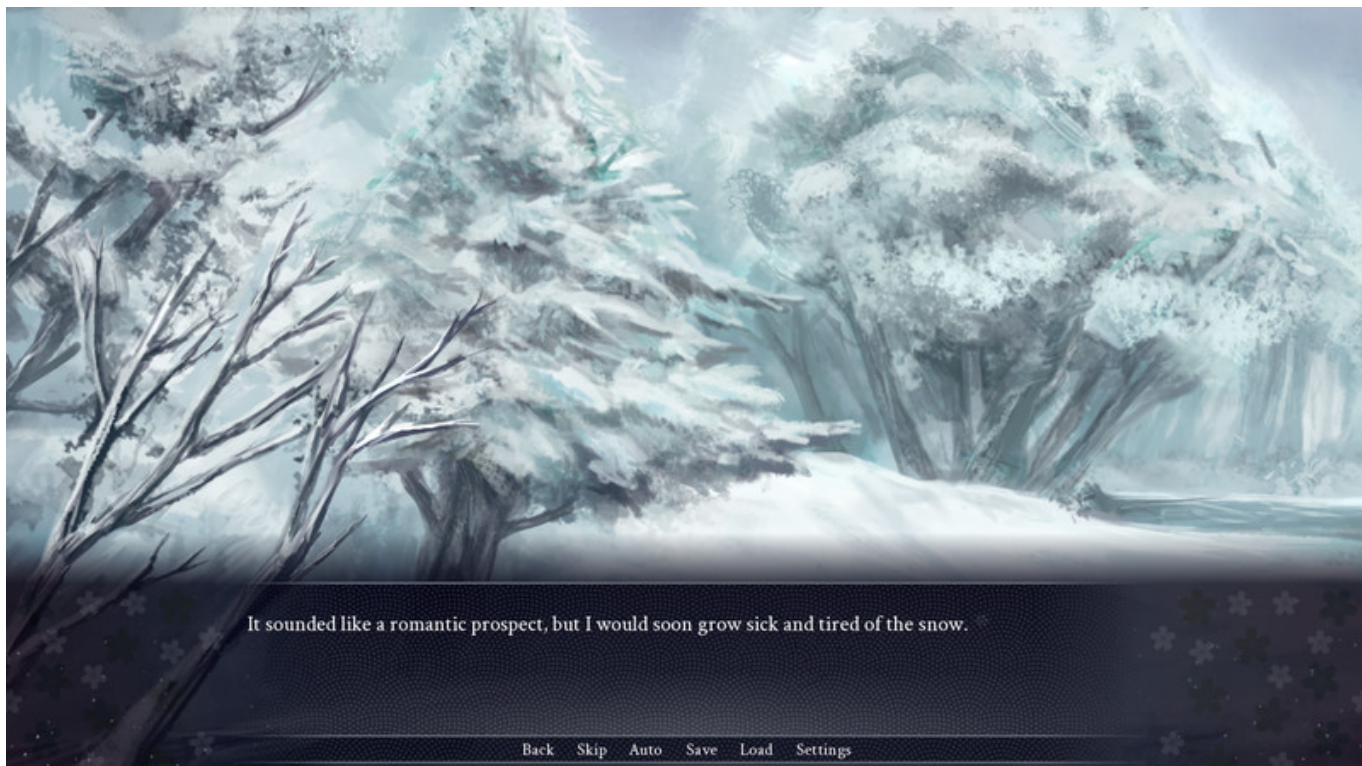 It sounded like a romantic prospect, but I would soon grow sick and tired of the snow.
Back Skip Auto Save Load Settings